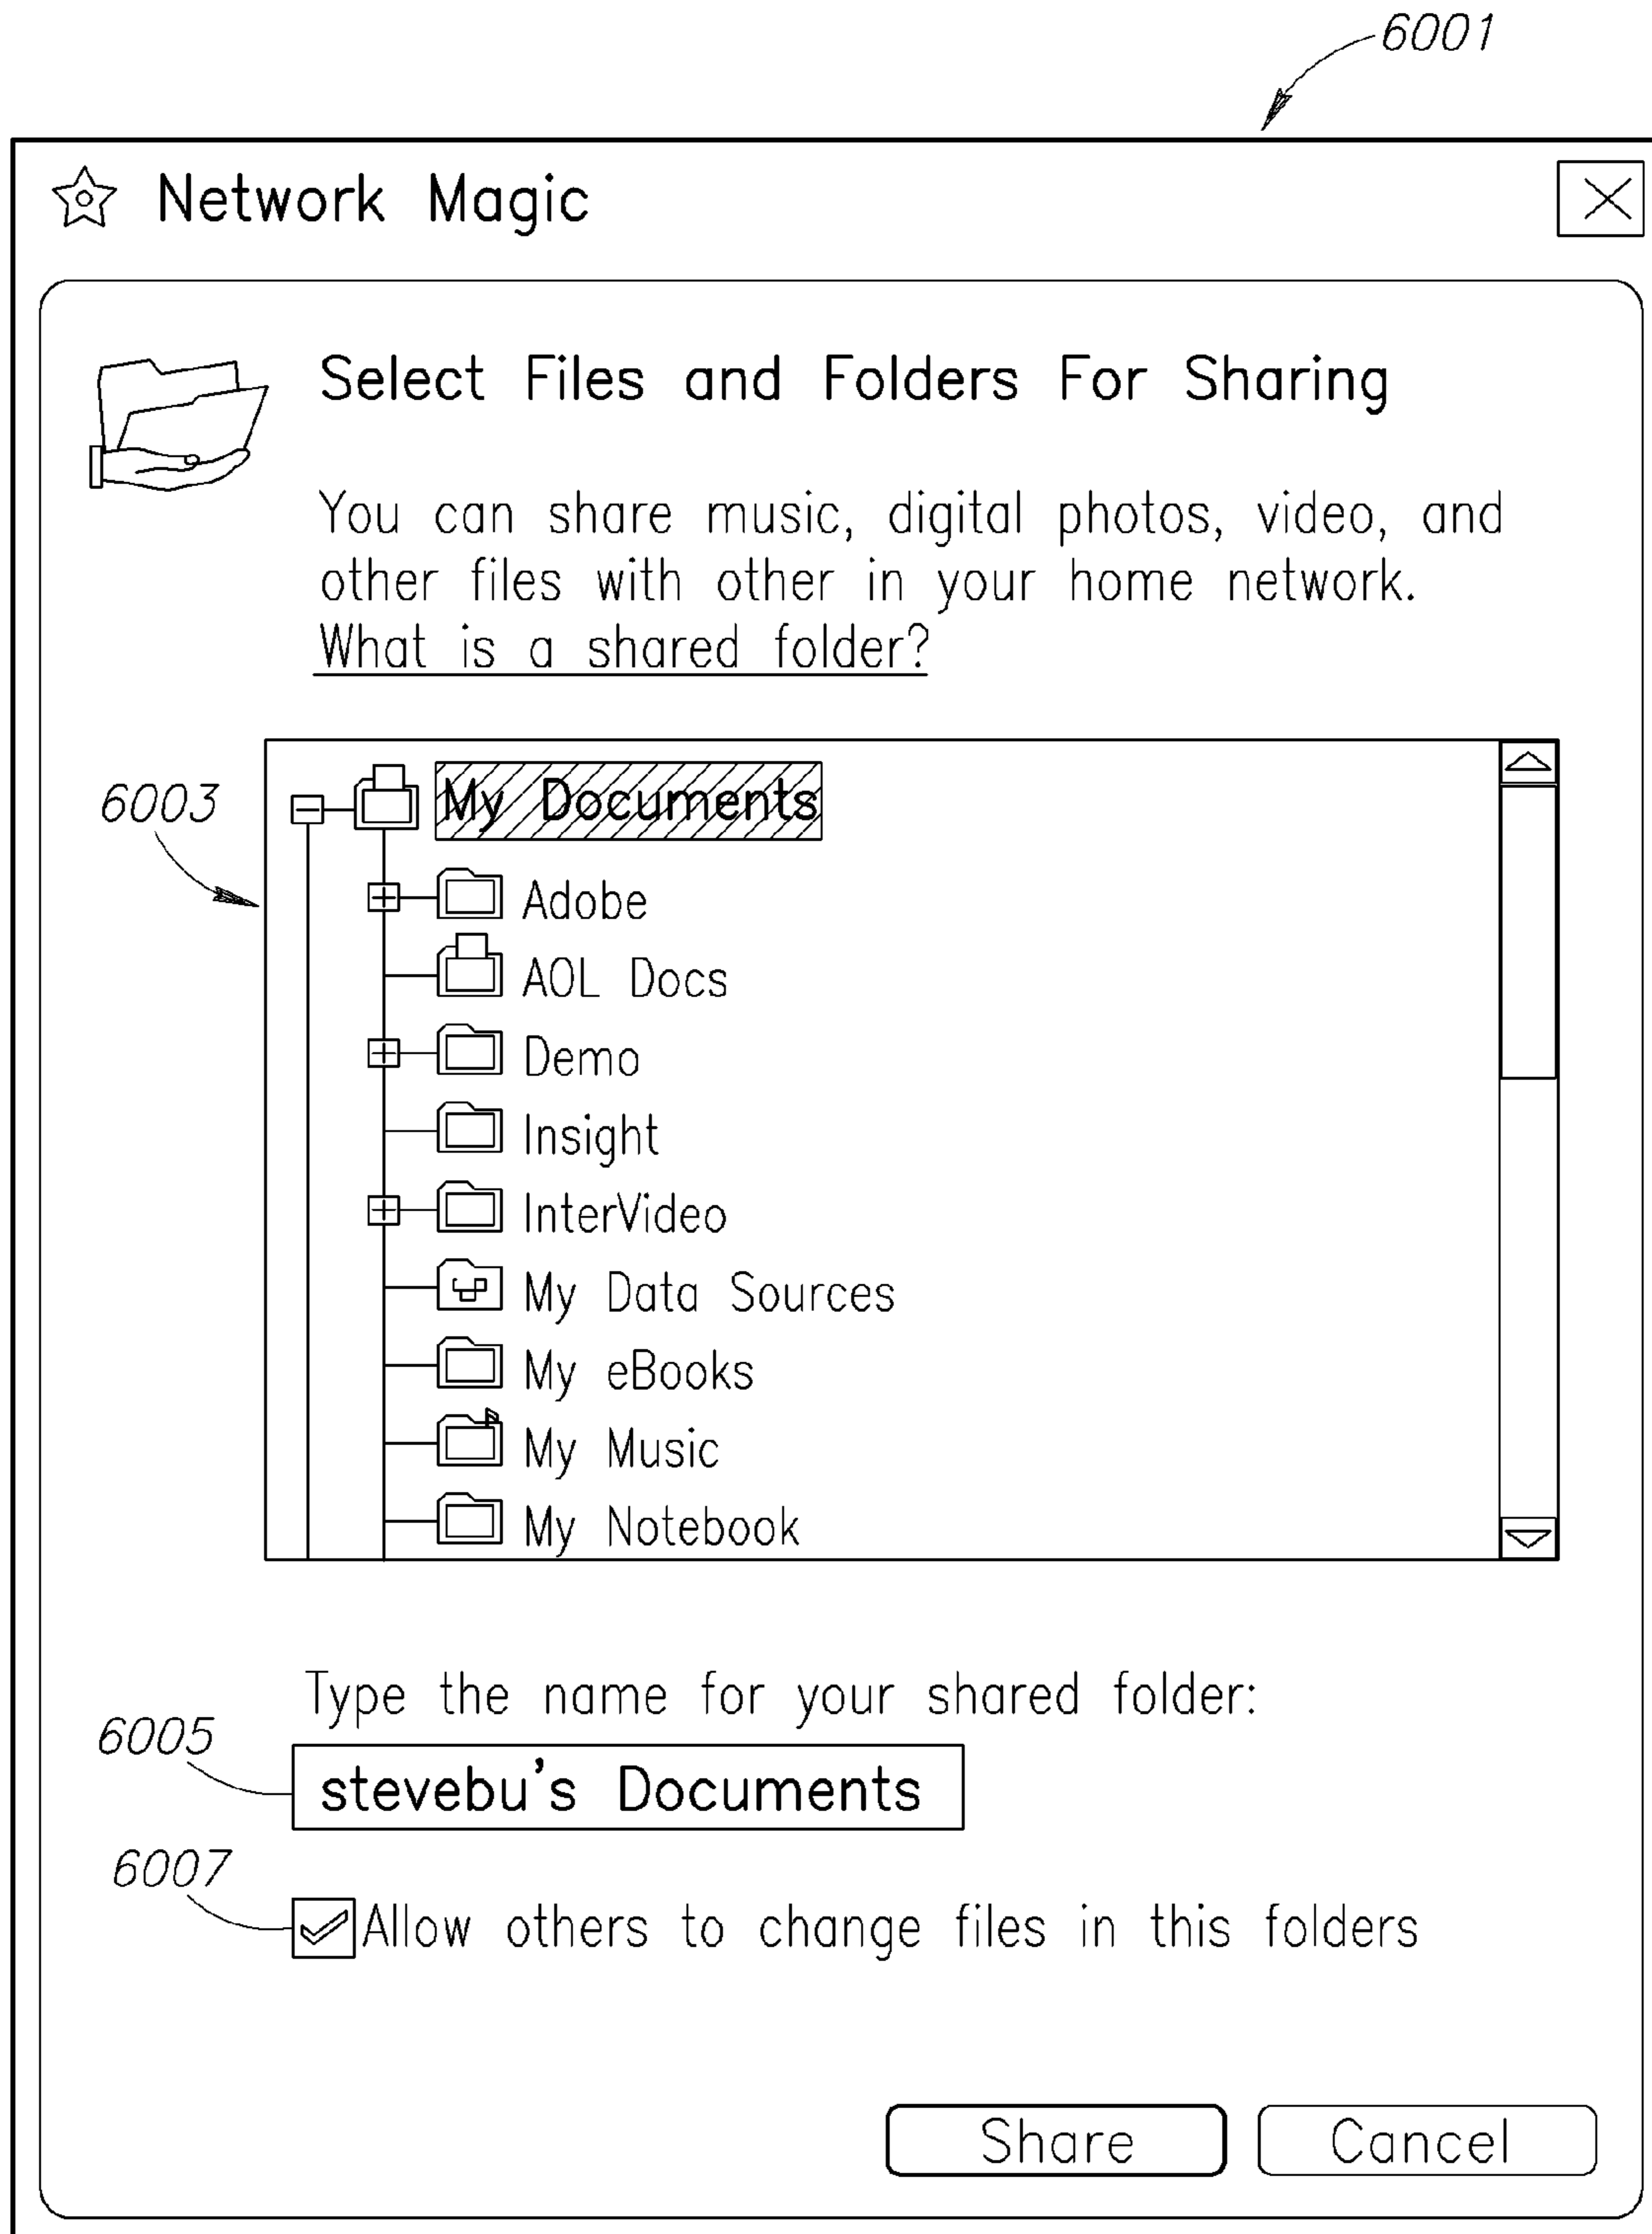 6001
Network Magic
Select Files and Folders For Sharing
You can share music, digital photos, video, and
other files with other in your home network.
What is a shared folder?
6003
My Documents
Adobe
AOL Docs
Demo
Insight
InterVideo
My Data Sources
My eBooks
My Music
My Notebook
Type the name for your shared folder:
6005
stevebu's Documents
6007
Allow others to change files in this folders
Share Cancel